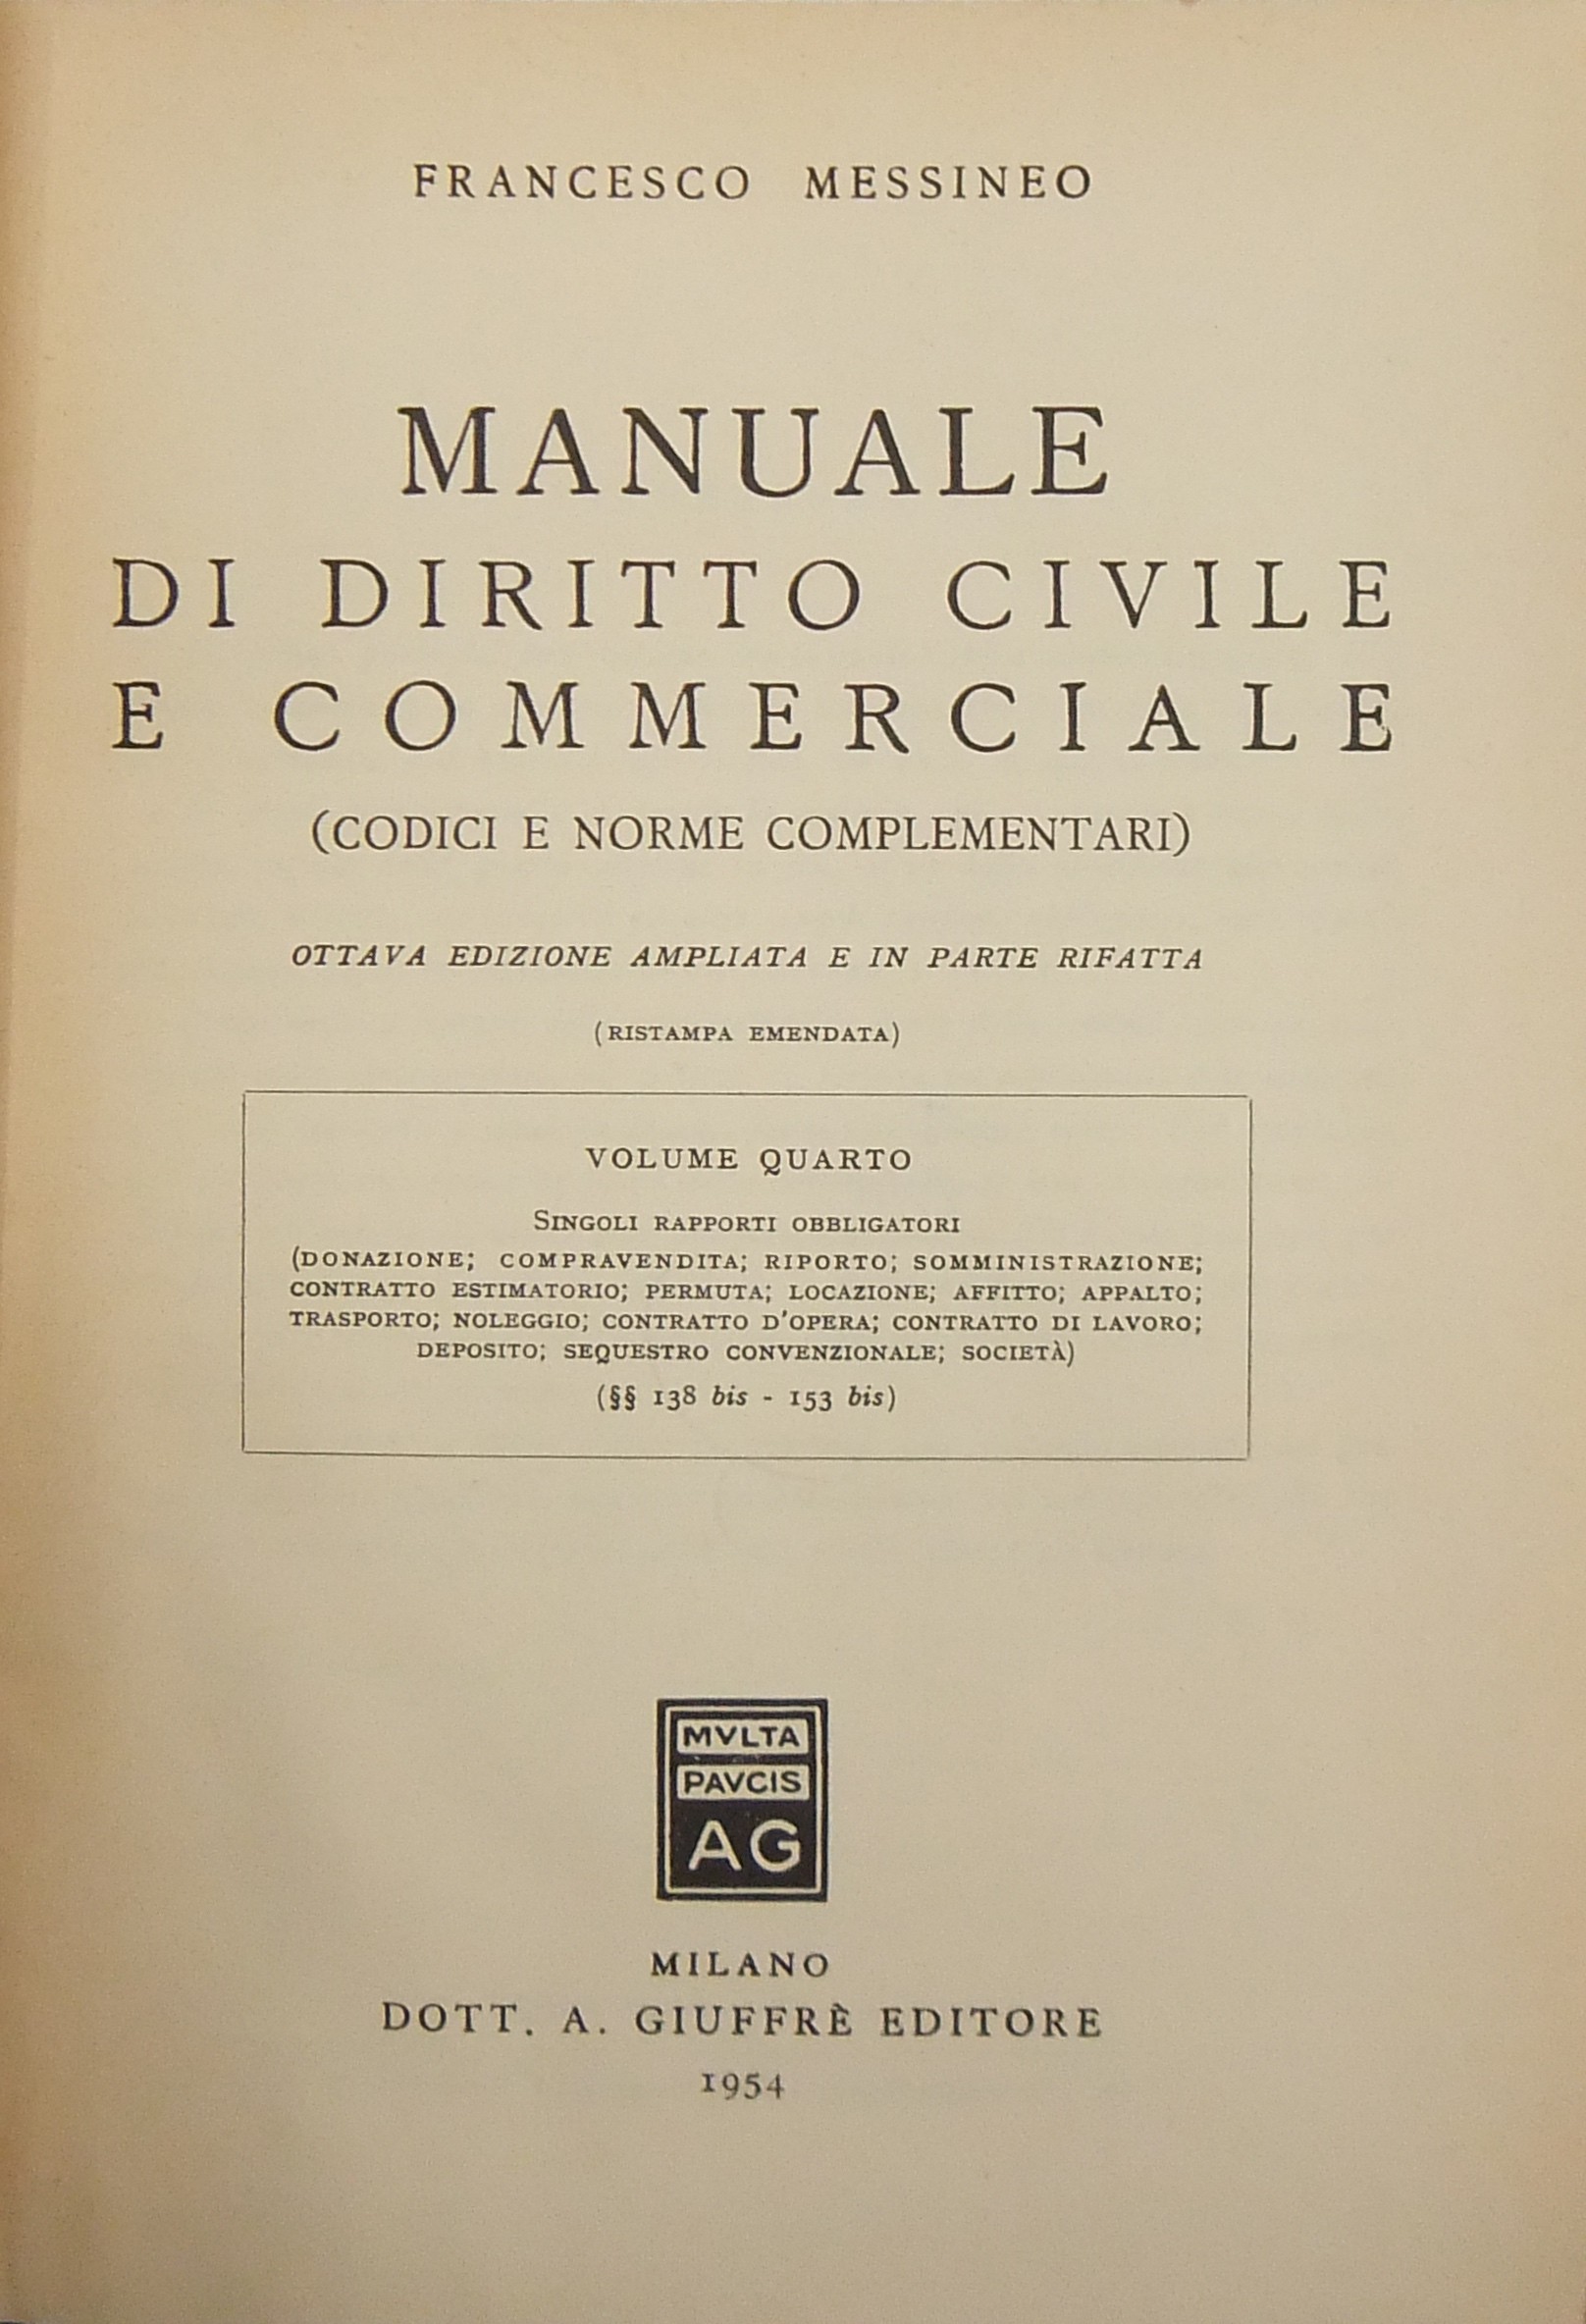 FRANCESCO MESSINEO
MANUALE
DI DIRITTO CIVILE
E COMMERCIALE
(CODICI E NORME COMPLEMENTARI)
OTTAVA EDIZIONE AMPLIATA E IN PARTE RIFATTA
(RISTAMPA EMENDATA)
VOLUME QUARTO
SINGOLI RAPPORTI OBBLIGATORI
(DONAZIONE; COMPRAVENDITA; RIPORTO; SOMMINISTRAZIONE;
CONTRATTO ESTIMATORIO; PERMUTA; LOCAZIONE; AFFITTO; APPALTO;
TRASPORTO; NOLEGGIO; CONTRATTO D'OPERA; CONTRATTO DI LAVORO;
DEPOSITO; SEQUESTRO CONVENZIONALE; SOCIETÀ)
(§§ 138 bis - 153 bis)
MVLTA
PAVCIS
AG
MILANO
DOTT. A. GIUFFRÈ EDITORE
1954